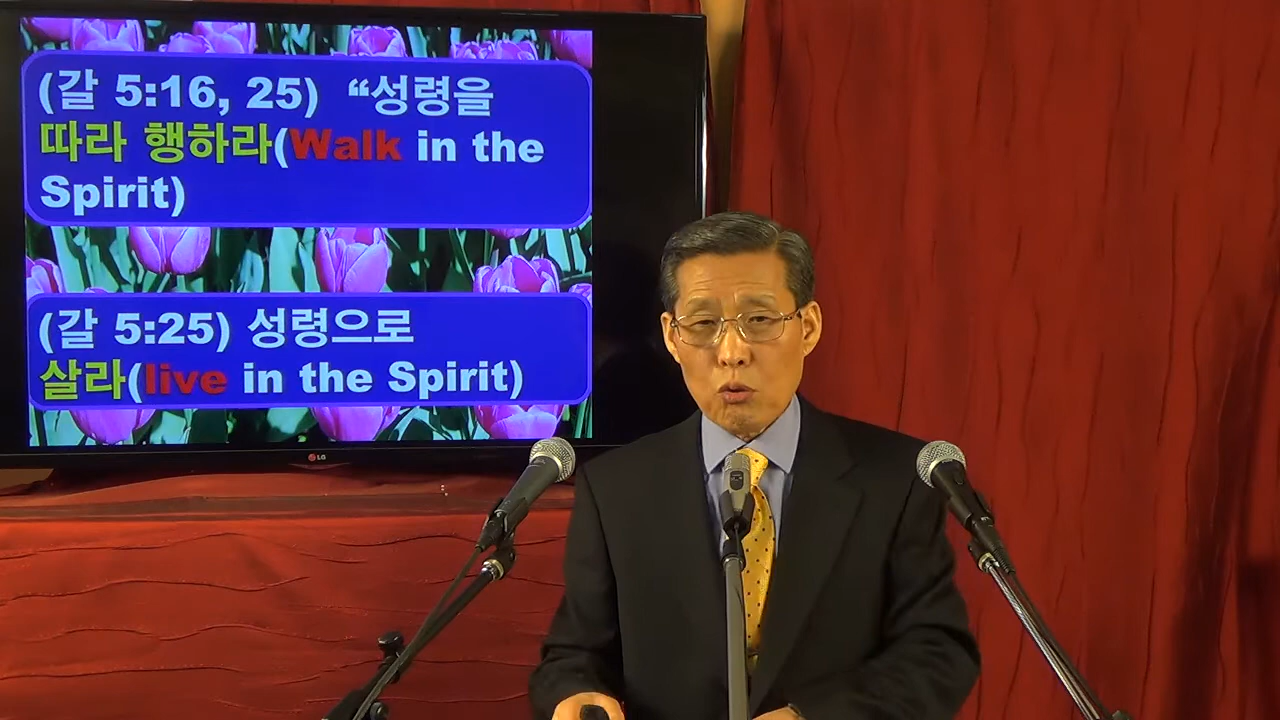 (갈 5:16, 25) “성령을
따라 행하라(Walk in the
Spirit)
(갈 5:25) 성령으로
살라(live in the Spirit)
LG